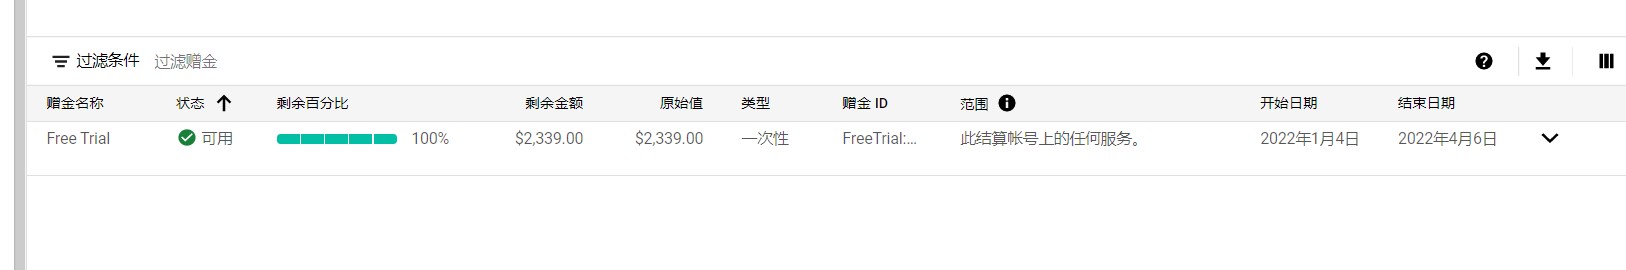 过滤条件 过滤赠金
赠金名称 状态 剩余百分比 剩余金额 原始值 类型 赠金 ID 范围 开始日期 结束日期
Free Trial 可用 100% $2,339.00 $2,339.00 一次性 FreeTrial:... 此结算帐号上的任何服务。 2022年1月4日 2022年4月6日